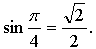 sin π/4 = √2/2.